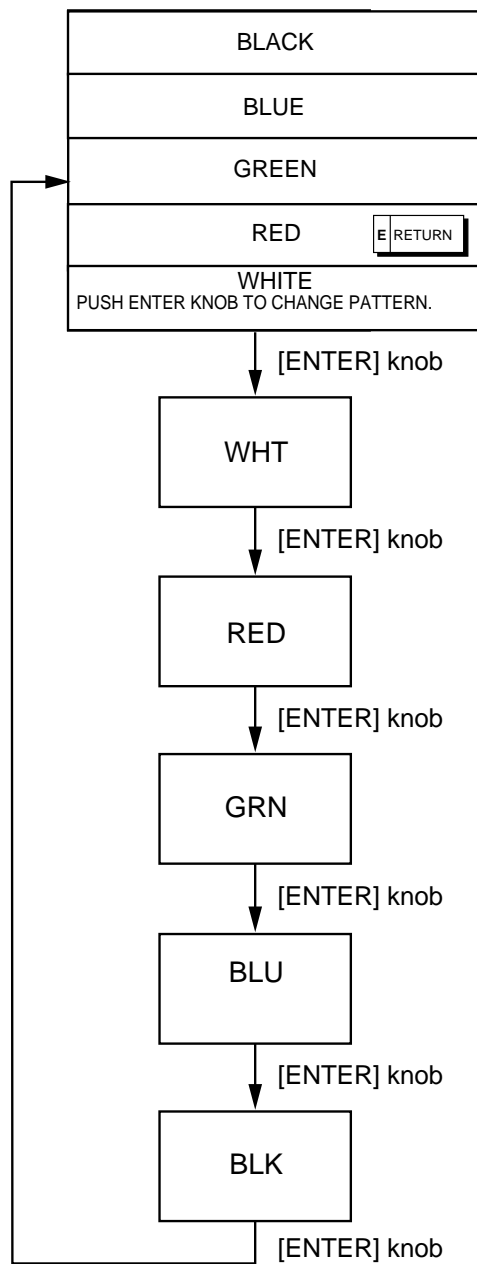 BLACK
BLUE
GREEN
RED
E RETURN
WHITE
PUSH ENTER KNOB TO CHANGE PATTERN.
[ENTER] knob
WHT
[ENTER] knob
RED
[ENTER] knob
GRN
[ENTER] knob
BLU
[ENTER] knob
BLK
[ENTER] knob